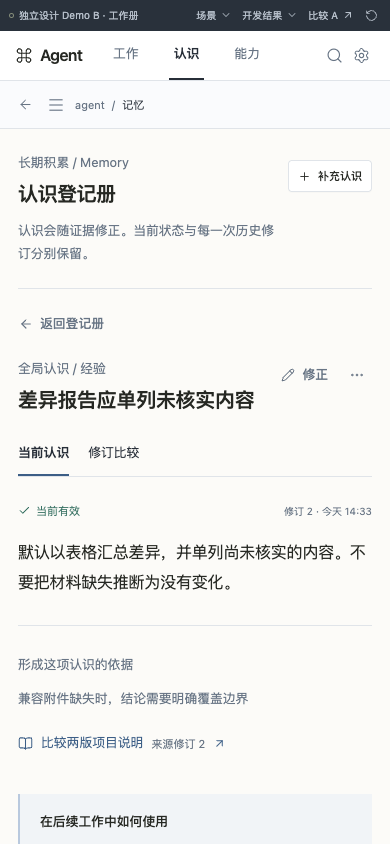 独立设计 Demo B · 工作册 场景 开发结果 比较 A
Agent 工作 认识 能力
agent / 记忆
长期积累 / Memory
认识登记册
补充认识
认识会随证据修正。当前状态与每一次历史修
订分别保留。
返回登记册
全局认识 / 经验
差异报告应单列未核实内容
修正
当前认识 修订比较
当前有效 修订 2 · 今天 14:33
默认以表格汇总差异，并单列尚未核实的内容。不
要把材料缺失推断为没有变化。
形成这项认识的依据
兼容附件缺失时，结论需要明确覆盖边界
比较两版项目说明 来源修订 2
在后续工作中如何使用